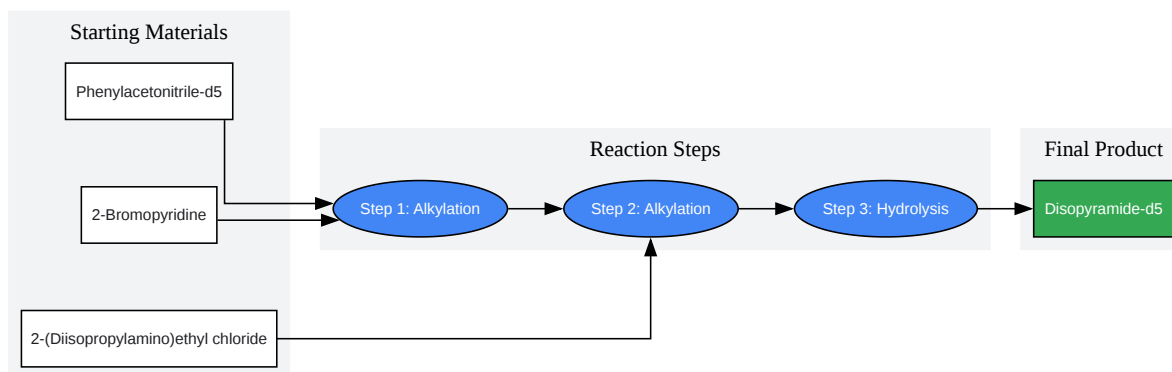 Starting Materials
Phenylacetonitrile-d5
2-Bromopyridine
2-(Diisopropylamino)ethyl chloride
Reaction Steps
Step 1: Alkylation
Step 2: Alkylation
Step 3: Hydrolysis
Final Product
Disopyramide-d5